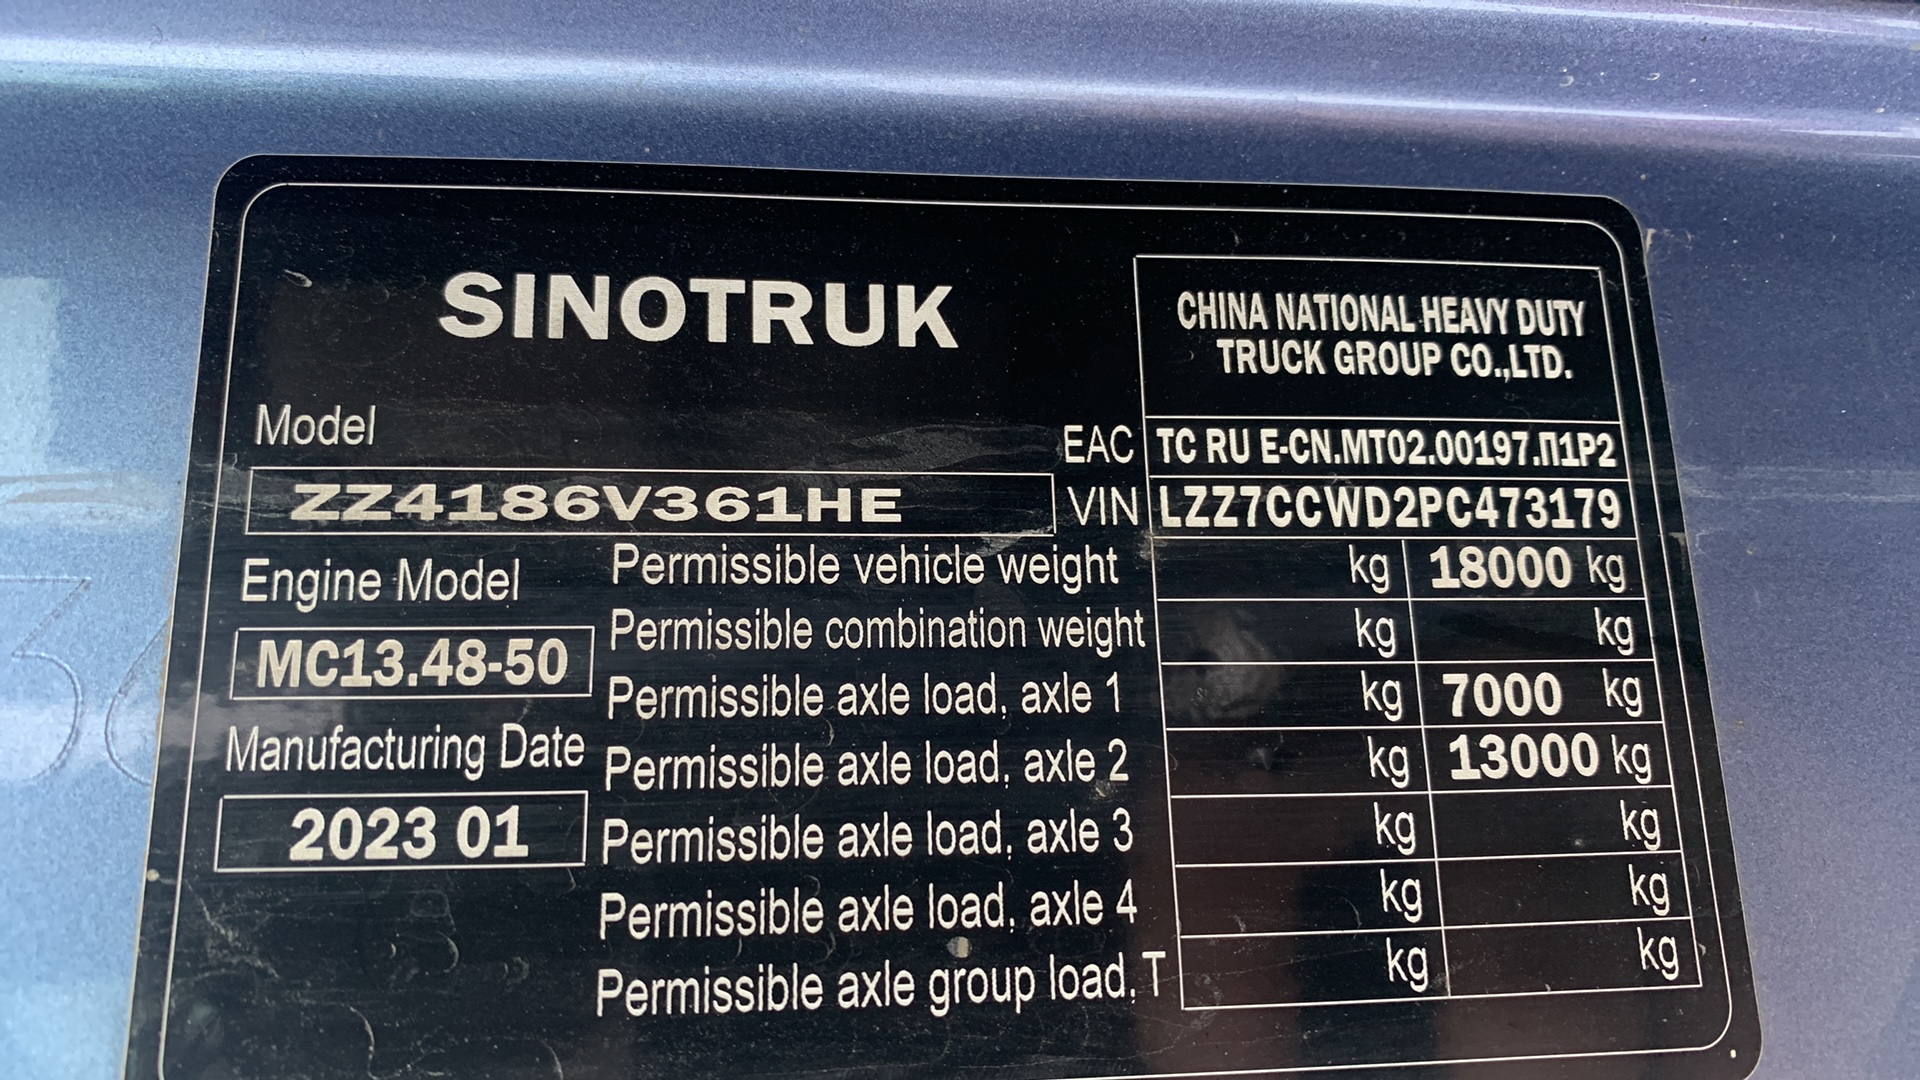 SINOTRUK
CHINA NATIONAL HEAVY DUTY
TRUCK GROUP CO.,LTD.
Model
EAC TC RU E-CN.MT02.00197.П1Р2
ZZ4186V361HE
VIN LZZ7CCWD2PC473179
Engine Model
MC13.48-50
Manufacturing Date
2023 01
Permissible vehicle weight kg 18000 kg
Permissible combination weight kg kg
Permissible axle load, axle 1 kg 7000 kg
Permissible axle load, axle 2 kg 13000 kg
Permissible axle load, axle 3 kg kg
Permissible axle load, axle 4 kg kg
Permissible axle group load, T kg kg